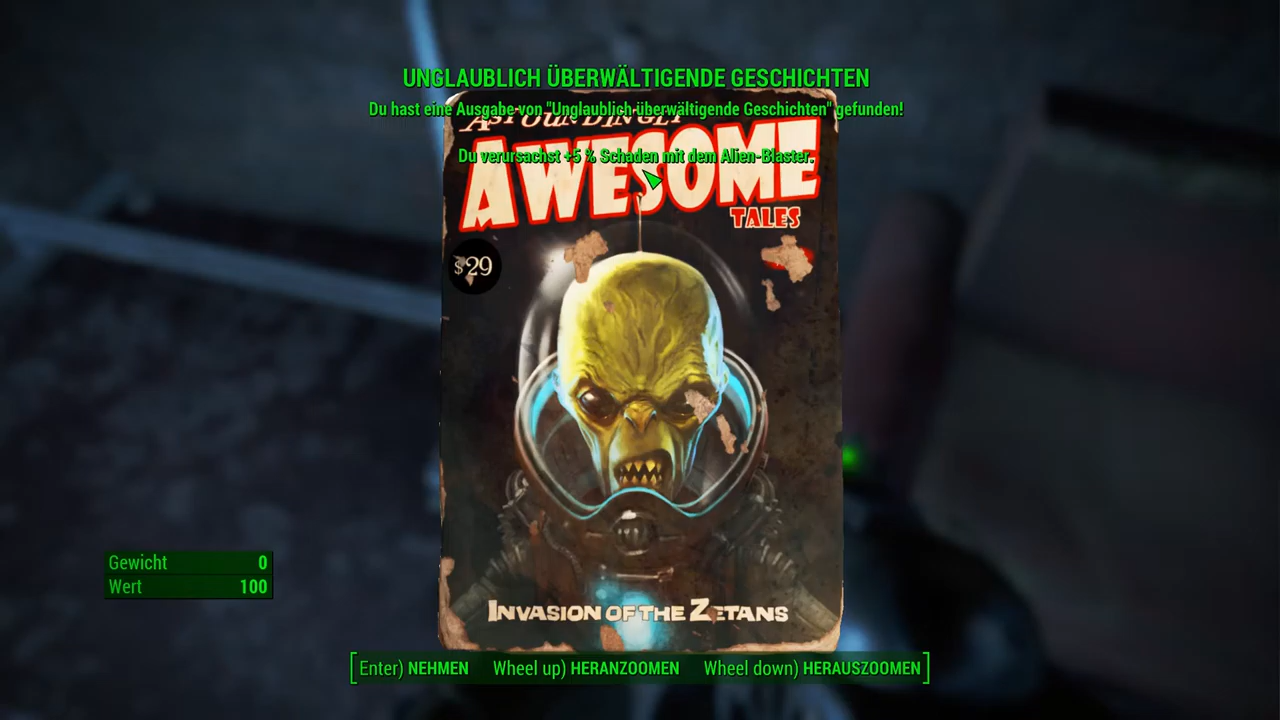 UNGLAUBLICH ÜBERWÄLTIGENDE GESCHICHTEN
Du hast eine Ausgabe von "Unglaublich überwältigende Geschichten" gefunden!
ASTOUNDINGLY
Du verursachst +5 % Schaden mit dem Alien-Blaster.
AWESOME
TALES
$29
Gewicht 0
Wert 100
INVASION OF THE ZETANS
Enter) NEHMEN Wheel up) HERANZOOMEN Wheel down) HERAUSZOOMEN